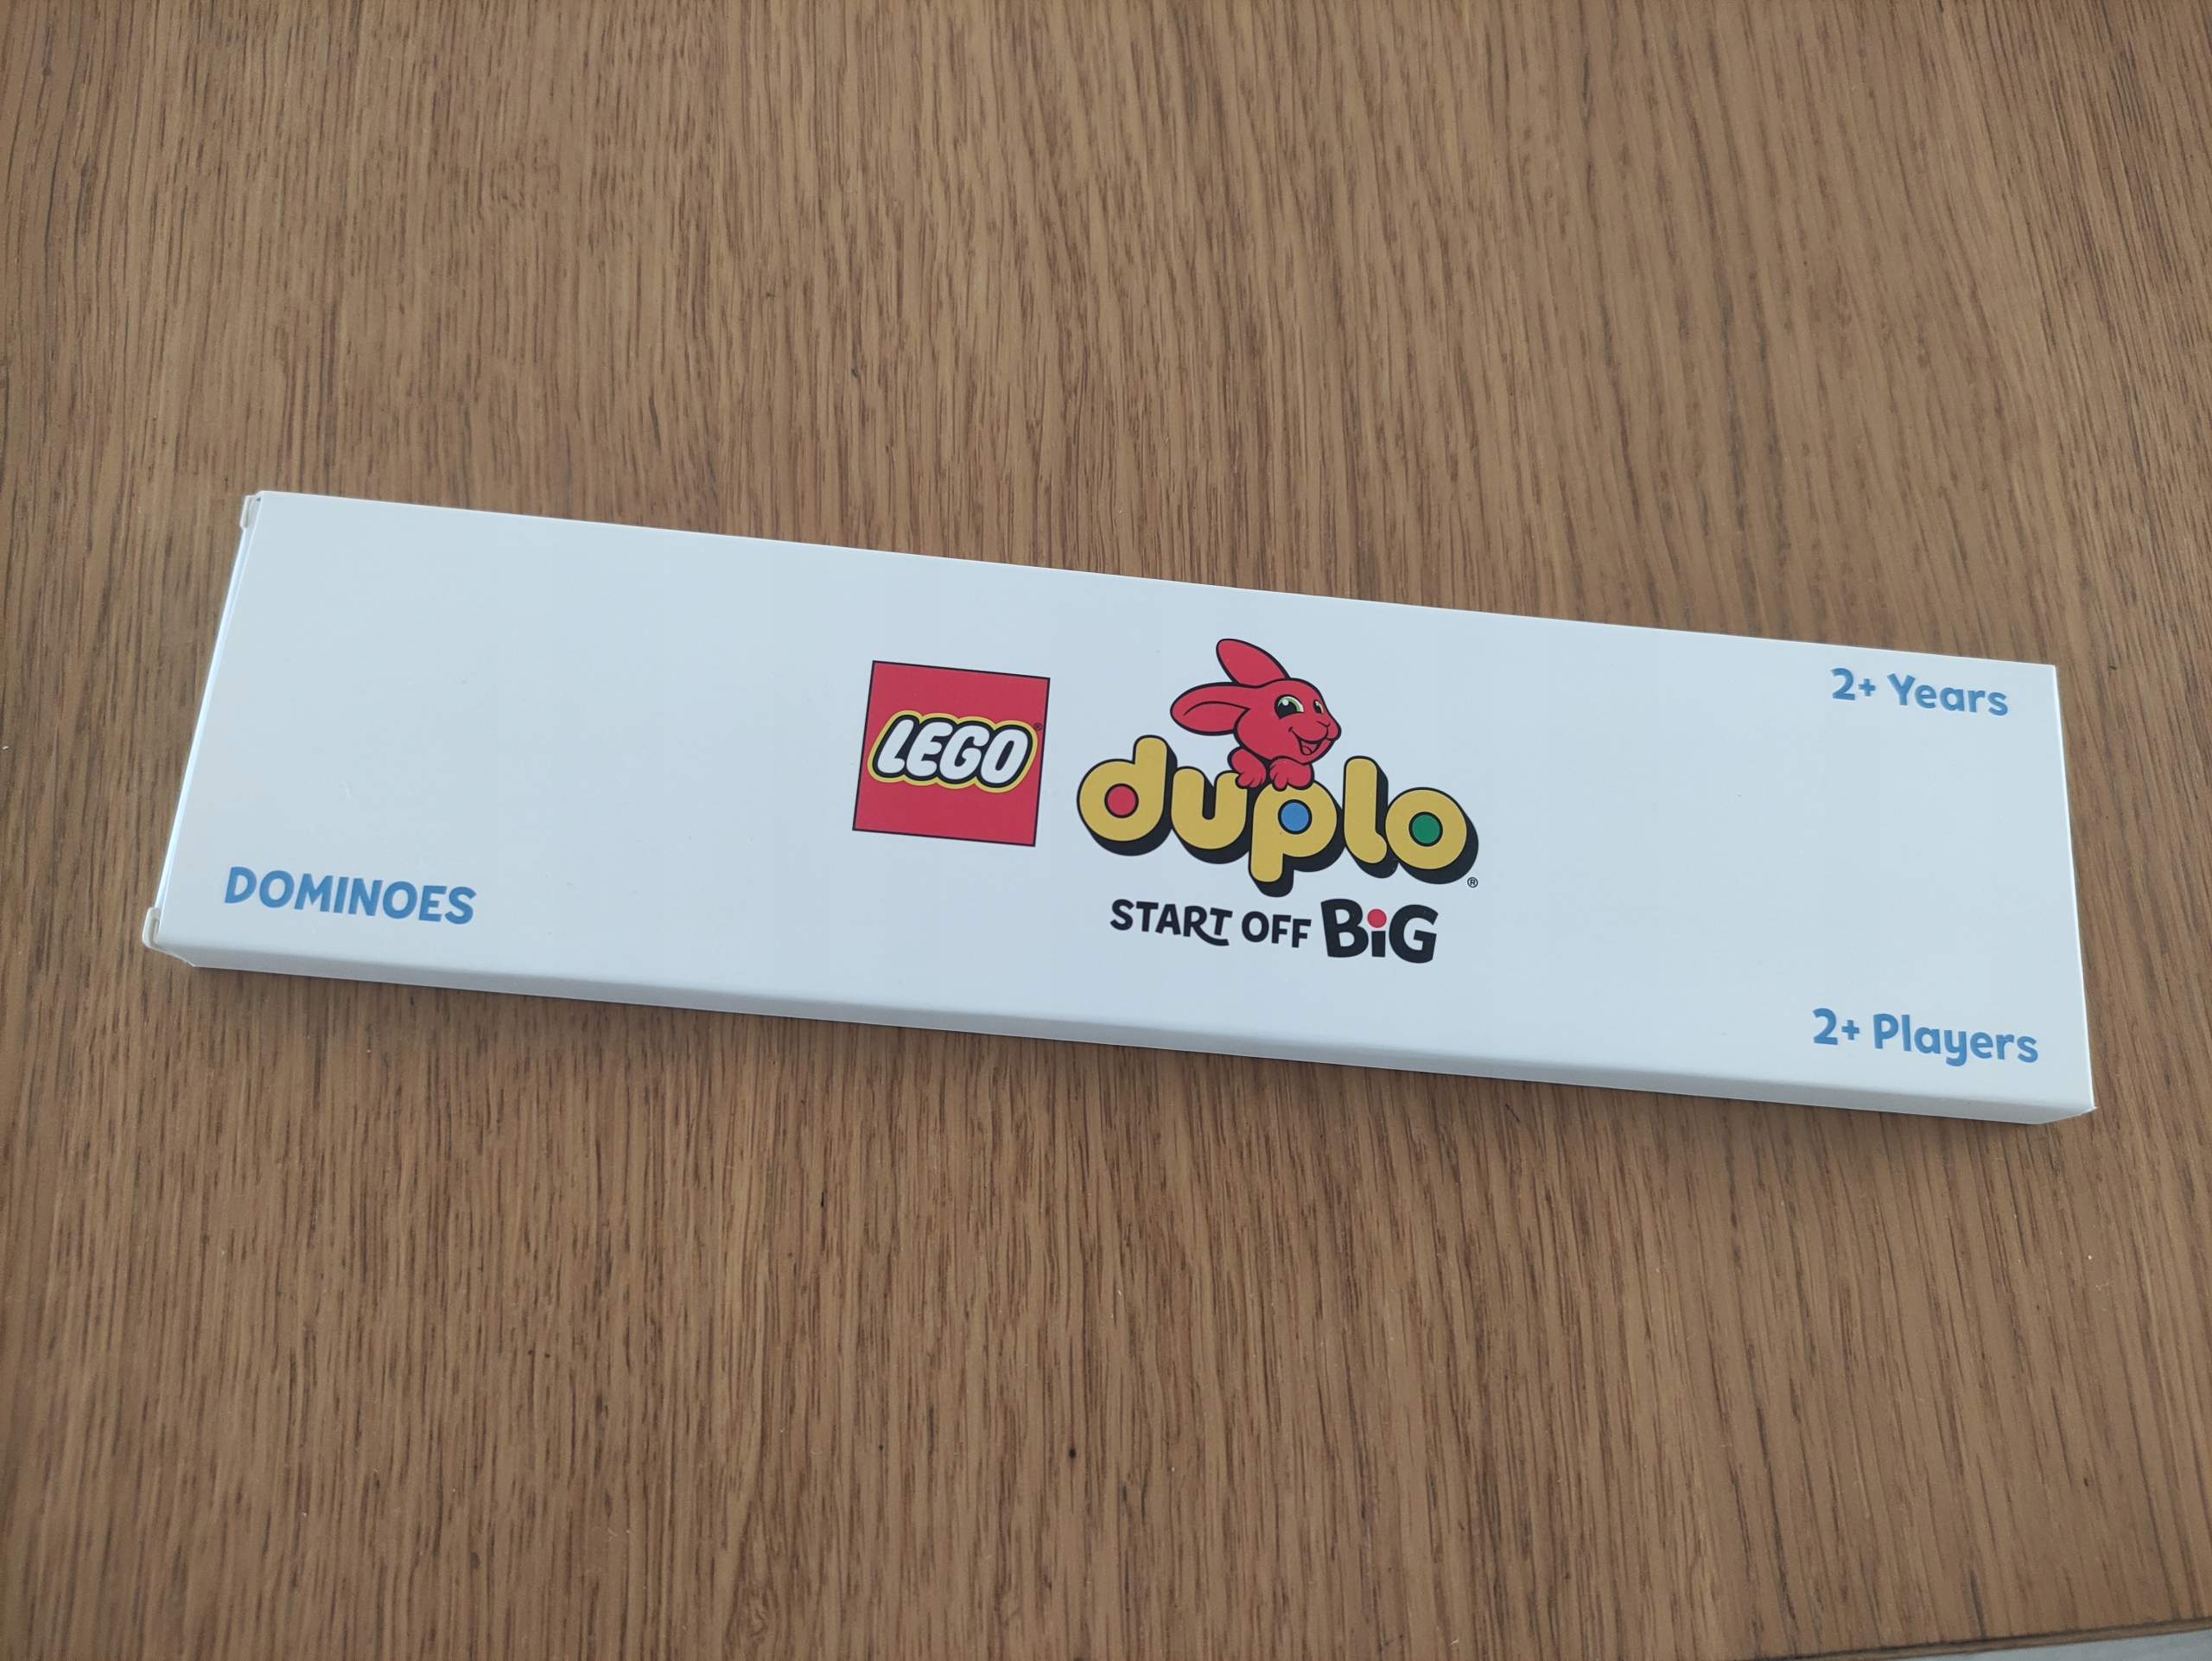 2+ Years
LEGO®
duplo®
START OFF BiG
DOMINOES
2+ Players